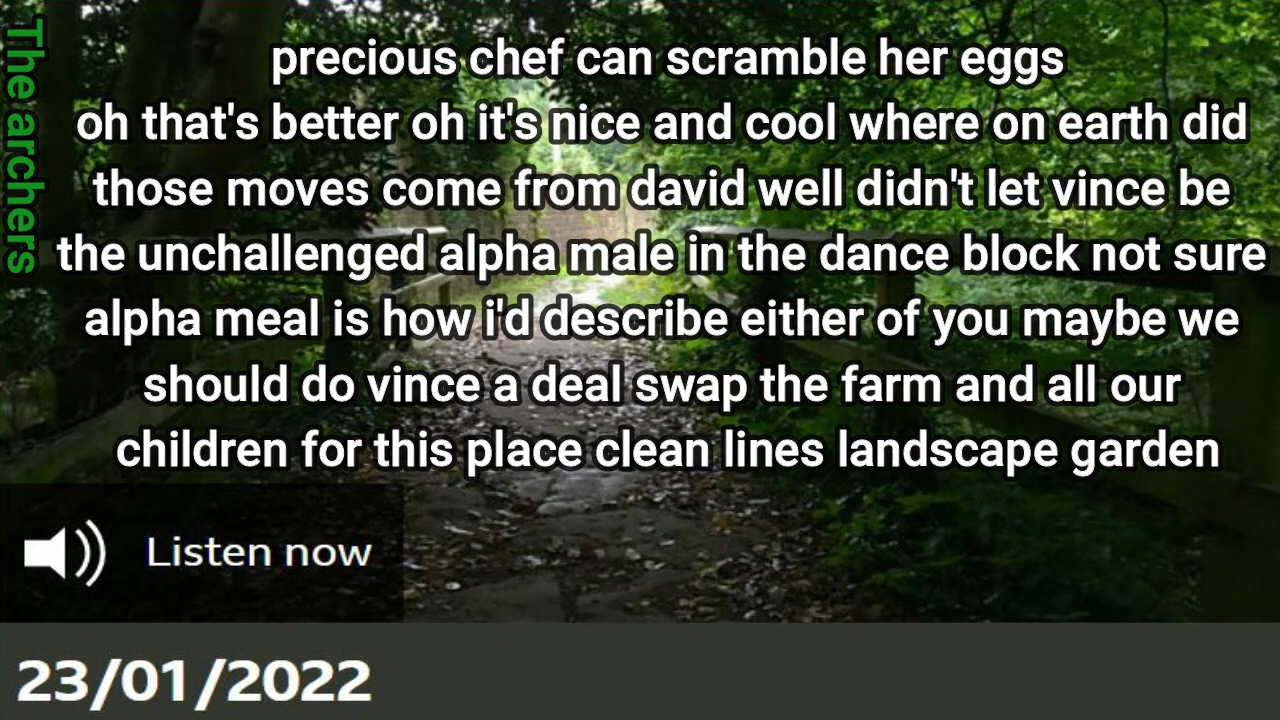 The archers
precious chef can scramble her eggs
oh that's better oh it's nice and cool where on earth did
those moves come from david well didn't let vince be
the unchallenged alpha male in the dance block not sure
alpha meal is how i'd describe either of you maybe we
should do vince a deal swap the farm and all our
children for this place clean lines landscape garden
Listen now
23/01/2022